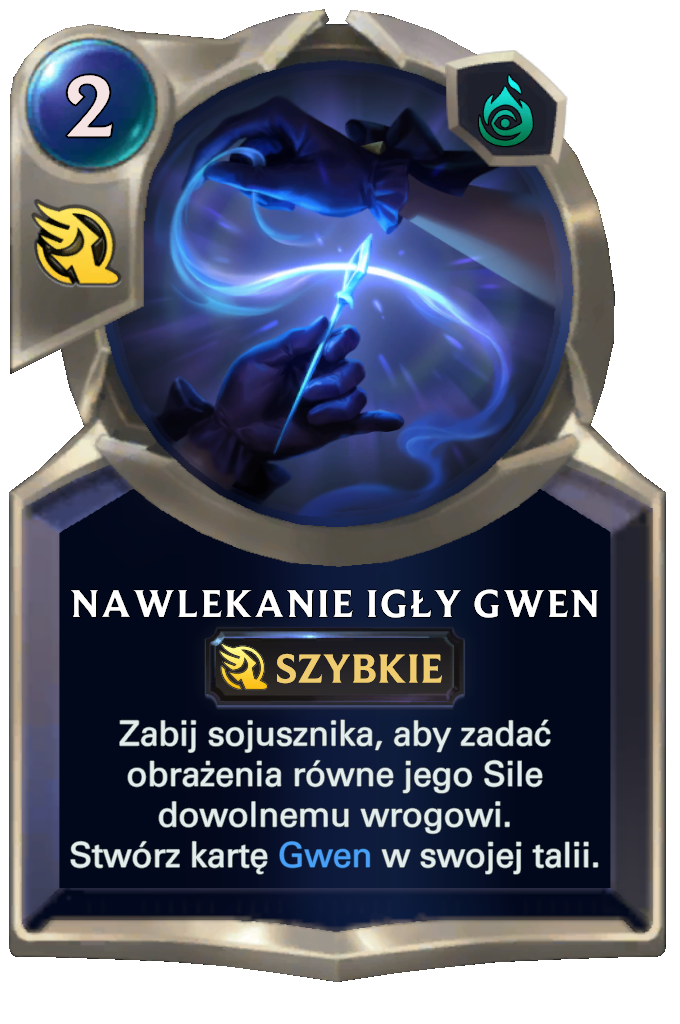 2
NAWLEKANIE IGŁY GWEN
SZYBKIE
Zabij sojusznika, aby zadać
obrażenia równe jego Sile
dowolnemu wrogowi.
Stwórz kartę Gwen w swojej talii.